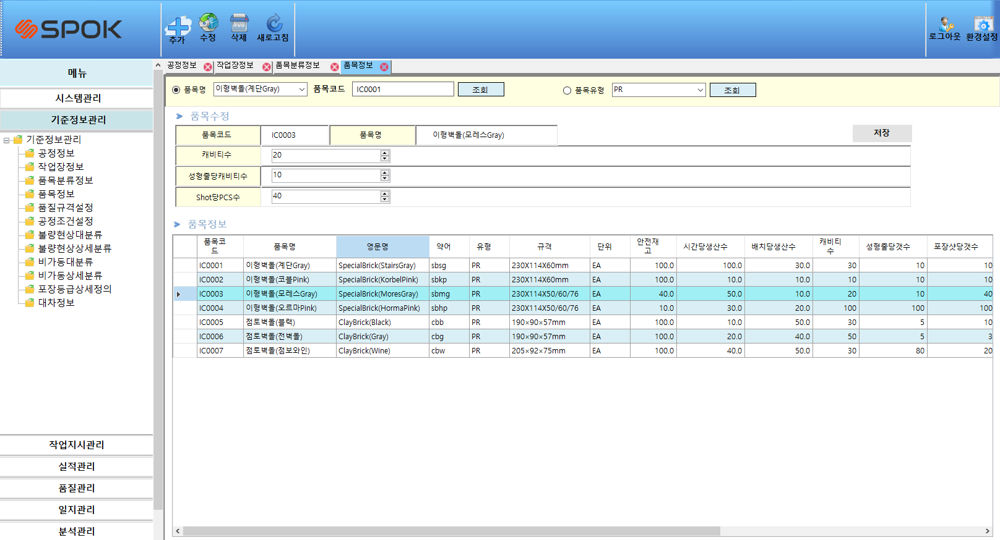 SPOK
추가 수정 삭제 새로고침 로그아웃 환경설정
메뉴
시스템관리
기준정보관리
기준정보관리
공정정보
작업장정보
품목분류정보
품목정보
품질규격설정
공정조건설정
불량현상대분류
불량현상상세분류
비가동대분류
비가동상세분류
포장등급상세정의
대차정보
작업지시관리
실적관리
품질관리
일지관리
분석관리
공정정보 작업장정보 품목분류정보 품목정보
품목명 이형벽돌(계단Gray) 품목코드 IC0001 조회 품목유형 PR 조회
품목수정
품목코드 IC0003 품목명 이형벽돌(모레스Gray) 저장
캐비티수 20
성형줄당캐비티수 10
Shot당PCS수 40
품목정보
품목코드 품목명 영문명 약어 유형 규격 단위 안전재고 시간당생산수 배치당생산수 캐비티수 성형줄당갯수 포장샷당갯수
IC0001 이형벽돌(계단Gray) SpecialBrick(StairsGray) sbsg PR 230X114X60mm EA 100.0 100.0 30.0 30 10 10
IC0002 이형벽돌(코블Pink) SpecialBrick(KorbelPink) sbkp PR 230X114X60mm EA 100.0 10.0 10.0 10 10 10
IC0003 이형벽돌(모레스Gray) SpecialBrick(MoresGray) sbmg PR 230X114X50/60/76 EA 40.0 50.0 10.0 20 10 40
IC0004 이형벽돌(오르마Pink) SpecialBrick(HormaPink) sbhp PR 230X114X50/60/76 EA 10.0 30.0 20.0 100 100 100
IC0005 점토벽돌(블랙) ClayBrick(Black) cbb PR 190×90×57mm EA 100.0 10.0 50.0 30 5 10
IC0006 점토벽돌(전벽돌) ClayBrick(Gray) cbg PR 190×90×57mm EA 100.0 20.0 40.0 50 5 3
IC0007 점토벽돌(점보와인) ClayBrick(Wine) cbw PR 205×92×75mm EA 100.0 40.0 50.0 30 80 20